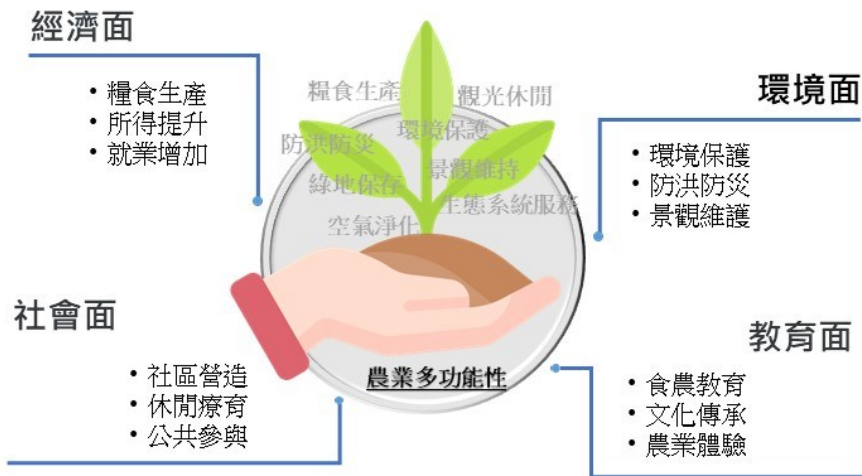 經濟面
• 糧食生產
• 所得提升
• 就業增加
糧食生產
觀光休閒
環境保護
防洪防災
景觀維持
綠地保存
生態系統服務
空氣淨化
環境面
• 環境保護
• 防洪防災
• 景觀維護
社會面
• 社區營造
• 休閒療育
• 公共參與
農業多功能性
教育面
• 食農教育
• 文化傳承
• 農業體驗